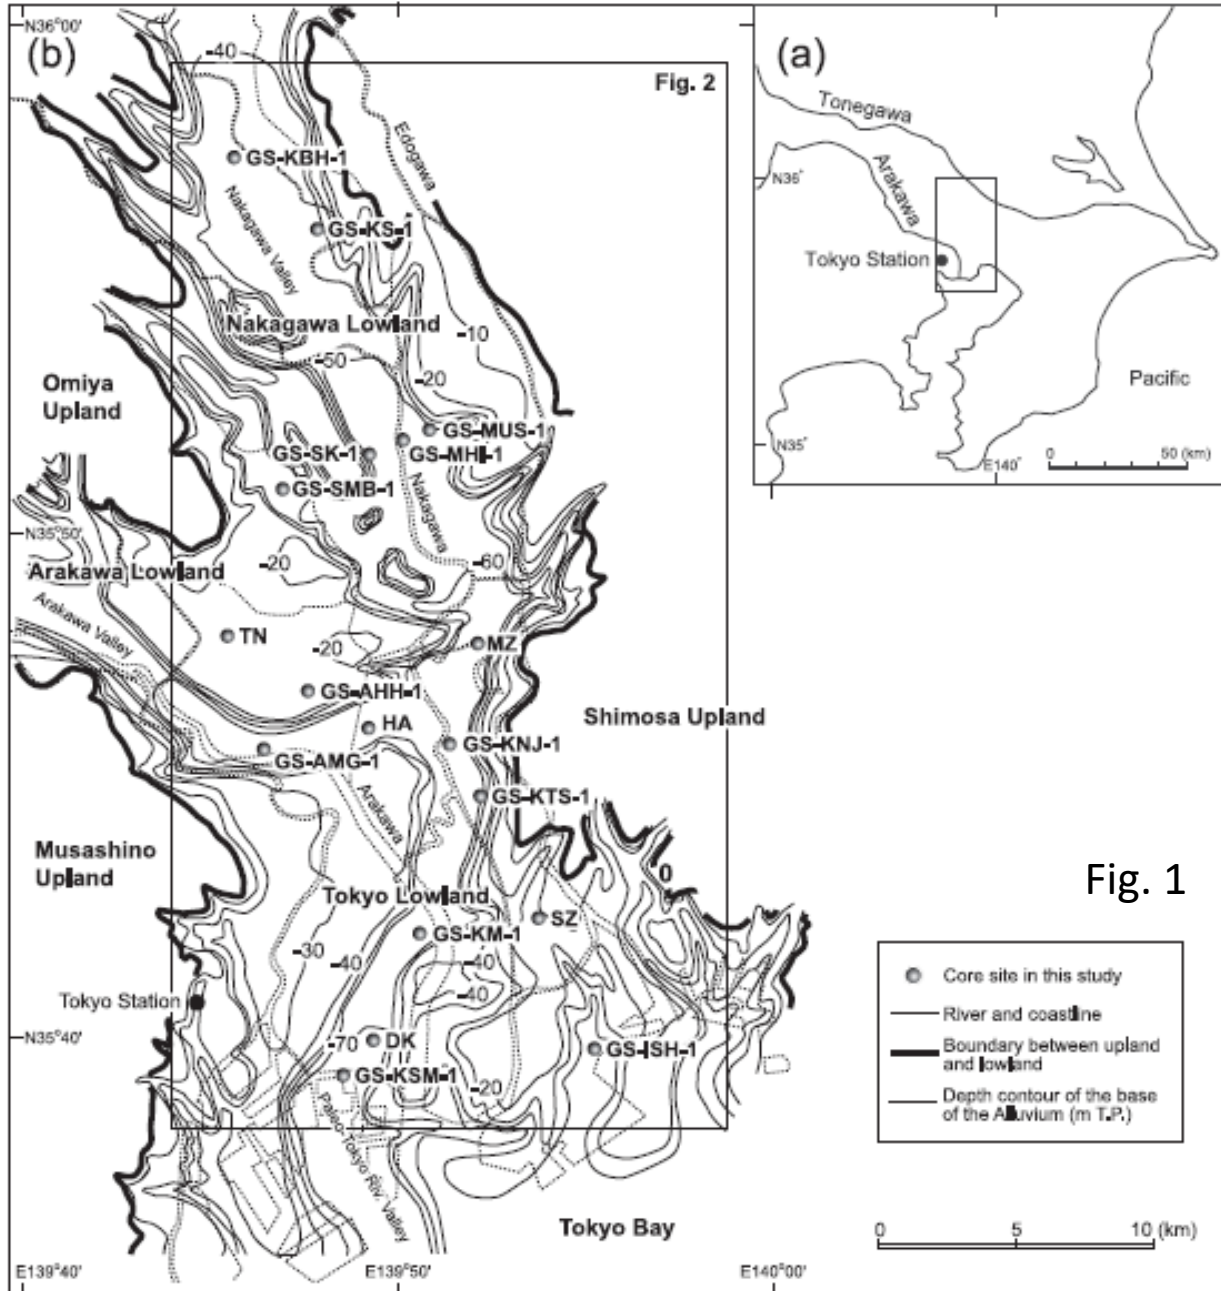 N36°00'
(b)
-40
Fig. 2
(a)
Tonegawa
Arakawa
N36°
Tokyo Station
Pacific
N35°
E140°
0 50 (km)
Edogawa
GS-KBH-1
Nakagawa Valley
GS-KS-1
Nakagawa Lowland
-10
-50
-20
Omiya
Upland
GS-MUS-1
GS-SK-1
GS-MHI-1
GS-SMB-1
Nakagawa
N35°50'
-20
-60
Arakawa Lowland
Arakawa Valley
TN
-20
MZ
GS-AHH-1
Shimosa Upland
HA
GS-KNJ-1
GS-AMG-1
Arakawa
GS-KTS-1
Musashino
Upland
0
Fig. 1
Tokyo Lowland
SZ
GS-KM-1
-30
-40
-40
-40
Tokyo Station
N35°40'
-70
DK
GS-ISH-1
GS-KSM-1
-20
Paleo-Tokyo Riv. Valley
Tokyo Bay
Core site in this study
River and coastline
Boundary between upland
and lowland
Depth contour of the base
of the Alluvium (m T.P.)
0 5 10 (km)
E139°40'
E139°50'
E140°00'